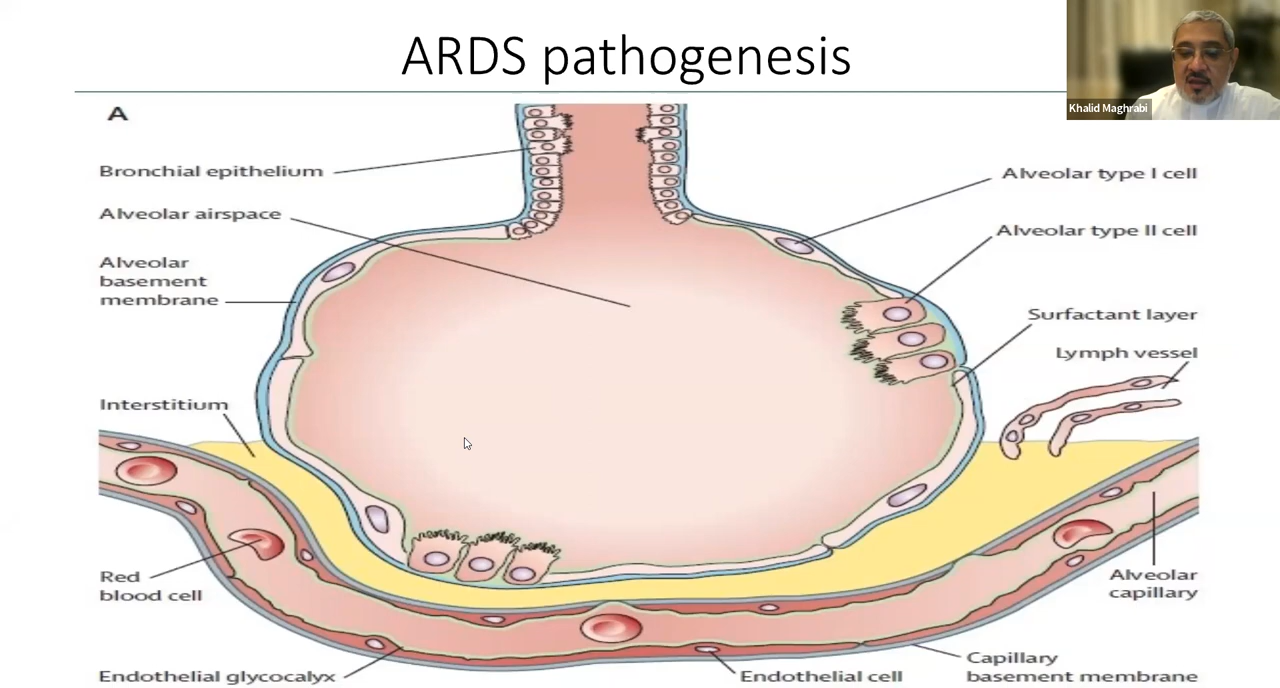 ARDS pathogenesis
Khalid Maghrabi
A
Bronchial epithelium
Alveolar airspace
Alveolar
basement
membrane
Interstitium
Red
blood cell
Endothelial glycocalyx
Alveolar type I cell
Alveolar type II cell
Surfactant layer
Lymph vessel
Alveolar
capillary
Capillary
basement membrane
Endothelial cell